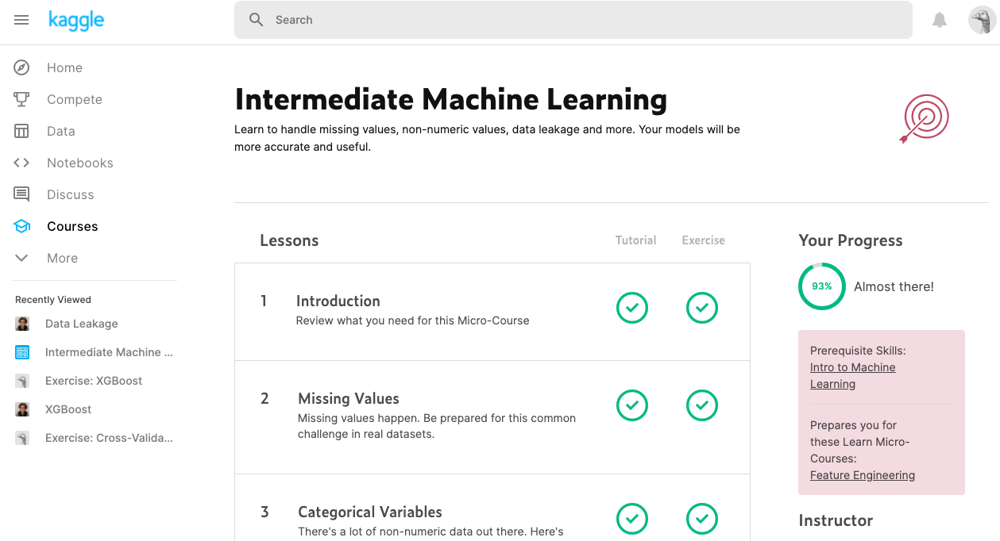 kaggle
Search
Home
Compete
Data
Notebooks
Discuss
Courses
More
Recently Viewed
Data Leakage
Intermediate Machine ...
Exercise: XGBoost
XGBoost
Exercise: Cross-Valida...
Intermediate Machine Learning
Learn to handle missing values, non-numeric values, data leakage and more. Your models will be
more accurate and useful.
Lessons
Tutorial
Exercise
1
Introduction
Review what you need for this Micro-Course
2
Missing Values
Missing values happen. Be prepared for this common
challenge in real datasets.
3
Categorical Variables
There's a lot of non-numeric data out there. Here's
Your Progress
93%
Almost there!
Prerequisite Skills:
Intro to Machine
Learning
Prepares you for
these Learn Micro-
Courses:
Feature Engineering
Instructor